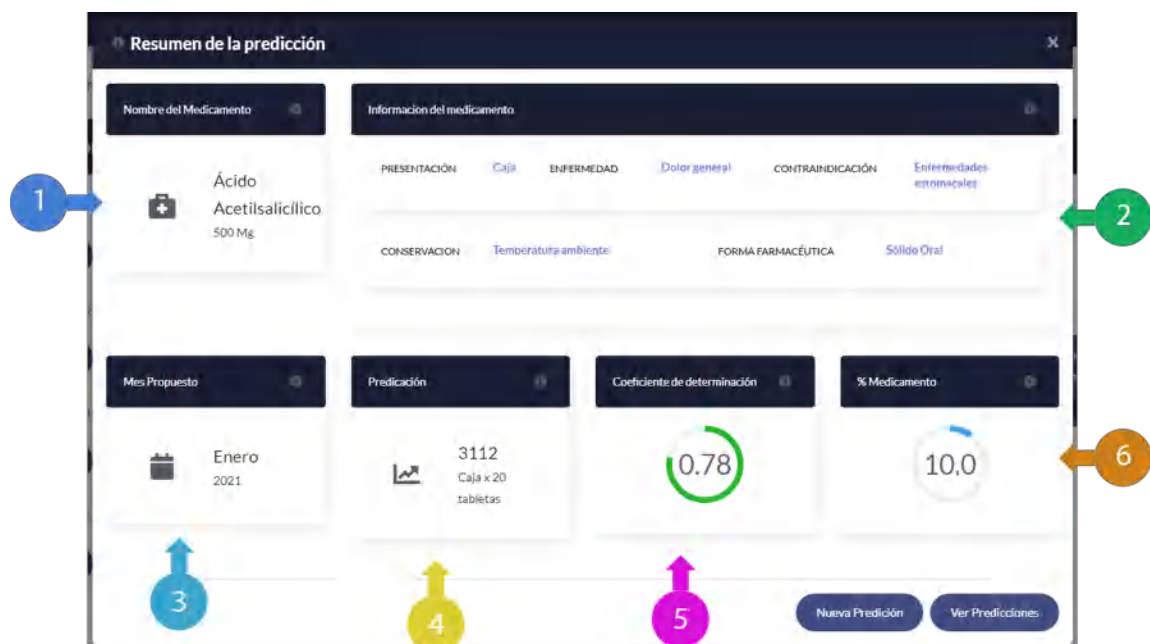 Resumen de la predicción
×
Nombre del Medicamento
Informacion del medicamento
Ácido
Acetilsalicílico
500 Mg
PRESENTACIÓN Caja ENFERMEDAD Dolor general CONTRAINDICACIÓN Enfermedades
estomacales
CONSERVACION Temperatura ambiente FORMA FARMACÉUTICA Sólido Oral
1
2
Mes Propuesto
Predicación
Coeficiente de determinación
% Medicamento
Enero
2021
3112
Caja x 20
tabletas
0.78
10.0
6
3
4
5
Nueva Predición
Ver Predicciones